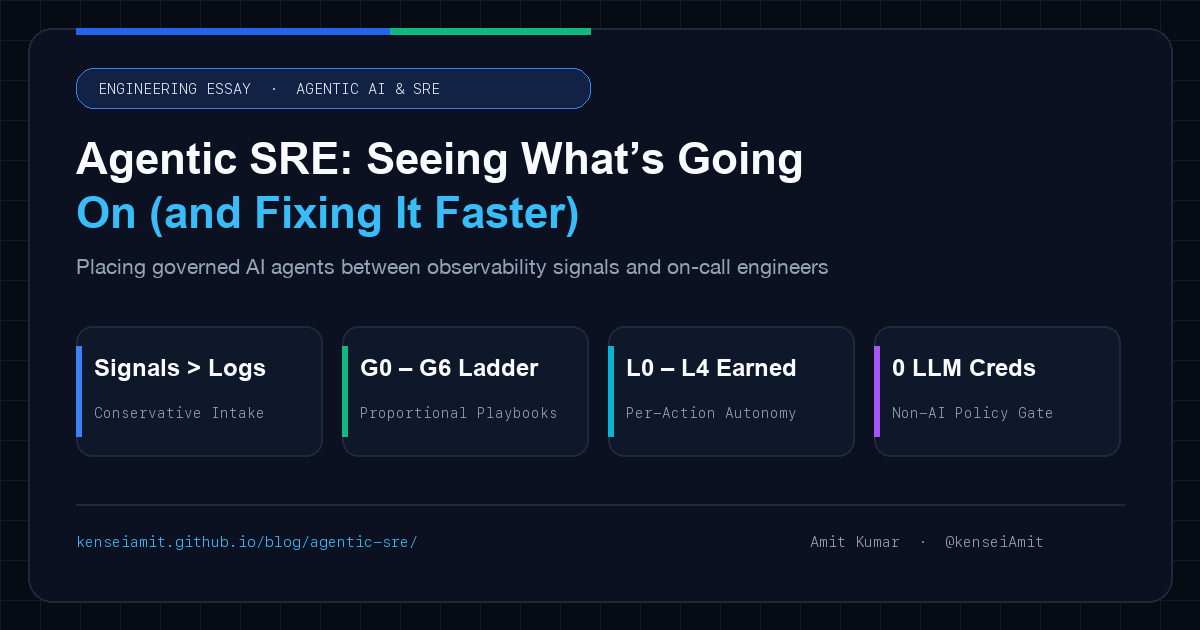 ENGINEERING ESSAY · AGENTIC AI & SRE
Agentic SRE: Seeing What’s Going
On (and Fixing It Faster)
Placing governed AI agents between observability signals and on-call engineers
Signals > Logs
Conservative Intake
G0 – G6 Ladder
Proportional Playbooks
L0 – L4 Earned
Per–Action Autonomy
0 LLM Creds
Non–AI Policy Gate
kenseiamit.github.io/blog/agentic–sre/
Amit Kumar · @kenseiAmit